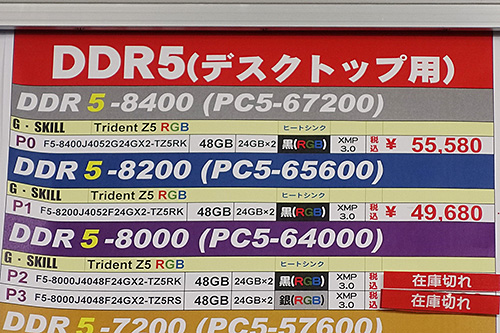 DDR5(デスクトップ用)
DDR 5 -8400 (PC5-67200)
G・SKILL Trident Z5 RGB ヒートシンク
P0 F5-8400J4052G24GX2-TZ5RK 48GB 24GB×2 黒(RGB) XMP 3.0 税込 ¥ 55,580
DDR 5 -8200 (PC5-65600)
G・SKILL Trident Z5 RGB ヒートシンク
P1 F5-8200J4052F24GX2-TZ5RK 48GB 24GB×2 黒(RGB) XMP 3.0 税込 ¥ 49,680
DDR 5 -8000 (PC5-64000)
G・SKILL Trident Z5 RGB ヒートシンク
P2 F5-8000J4048F24GX2-TZ5RK 48GB 24GB×2 黒(RGB) XMP 3.0 税込 在庫切れ
P3 F5-8000J4048F24GX2-TZ5RS 48GB 24GB×2 銀(RGB) XMP 3.0 税込 在庫切れ
DDR 5 -7200 (PC5-57600)